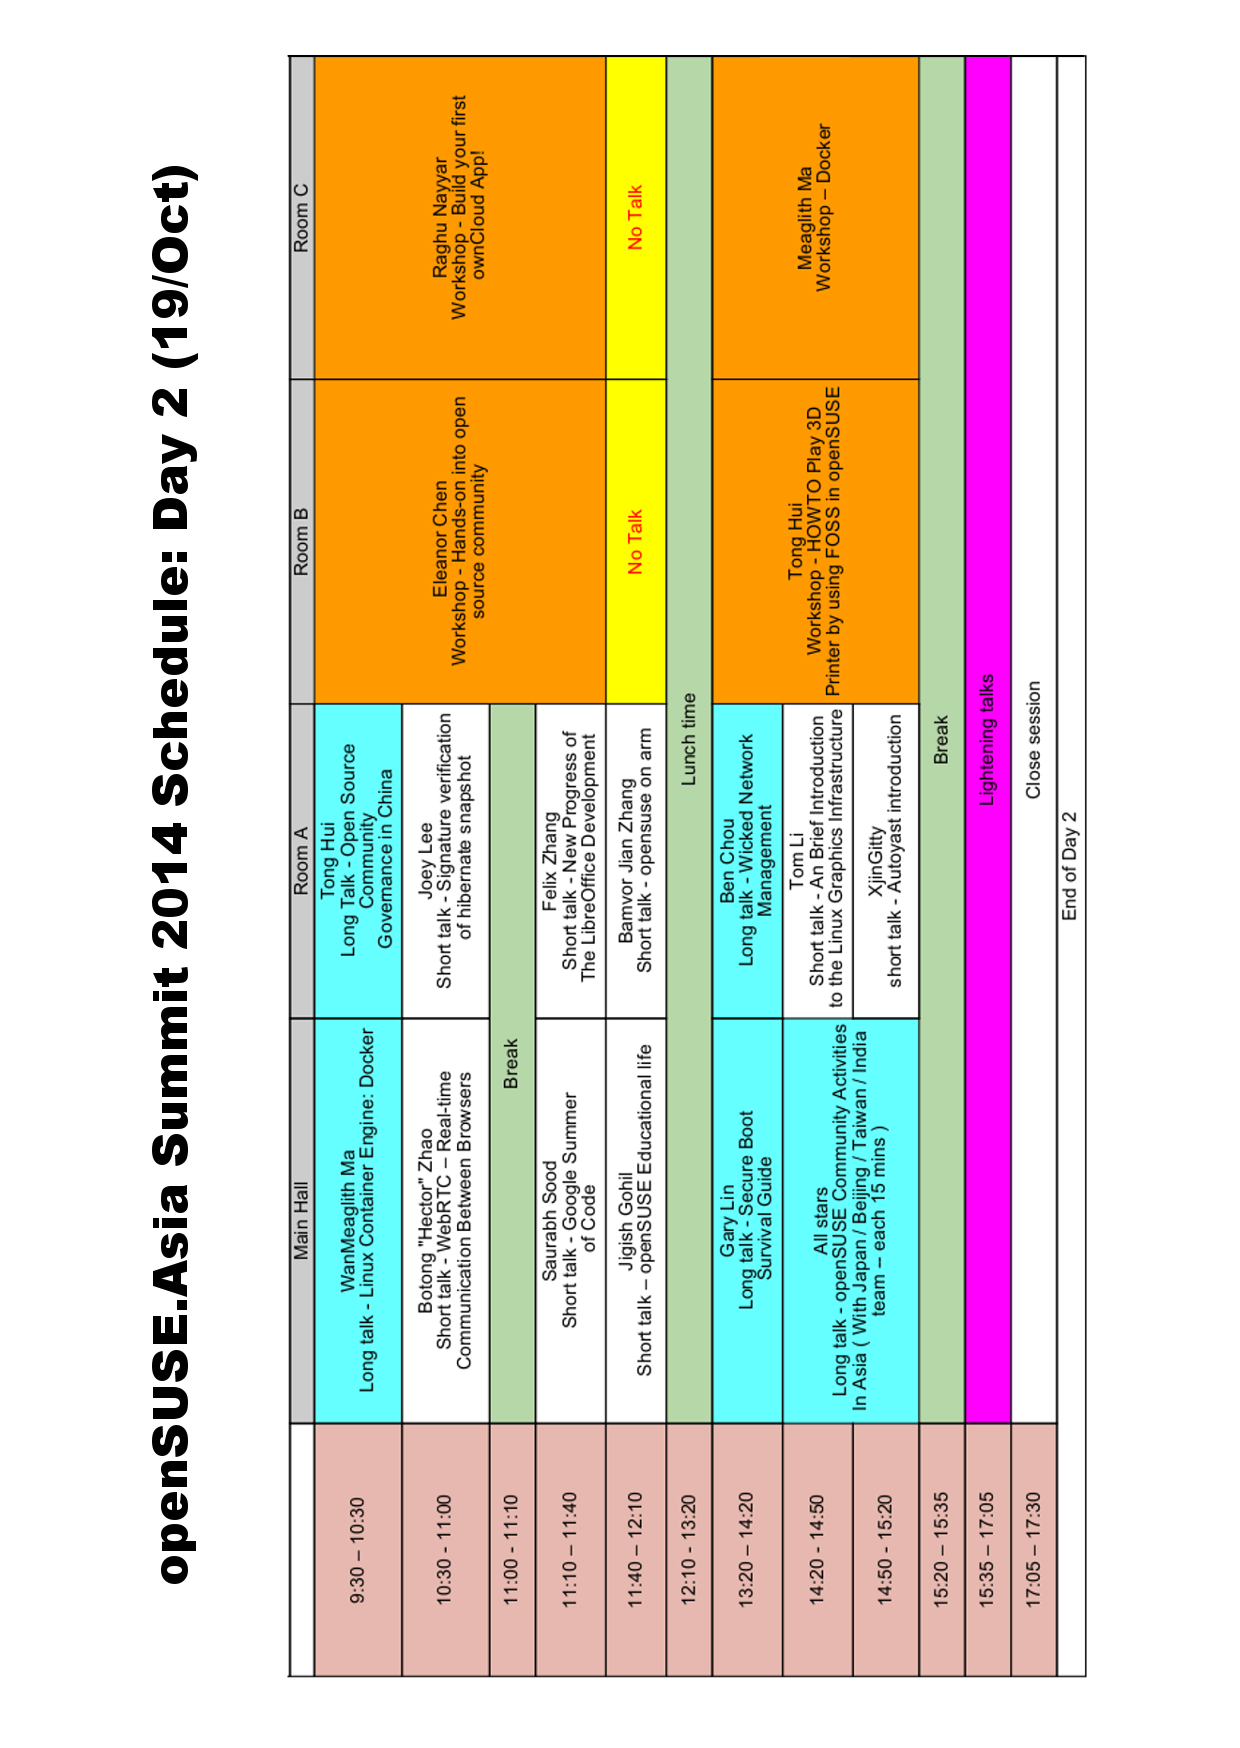 openSUSE.Asia Summit 2014 Schedule: Day 2 (19/Oct)
Main Hall
Room A
Room B
Room C
9:30 – 10:30
WanMeaglith Ma
Long talk - Linux Container Engine: Docker
Tong Hui
Long Talk - Open Source
Community
Governance in China
Eleanor Chen
Workshop - Hands-on into open
source community
Raghu Nayyar
Workshop - Build your first
ownCloud App!
10:30 - 11:00
Botong "Hector" Zhao
Short talk - WebRTC – Real-time
Communication Between Browsers
Joey Lee
Short talk - Signature verification
of hibernate snapshot
11:00 - 11:10
Break
11:10 – 11:40
Saurabh Sood
Short talk - Google Summer
of Code
Felix Zhang
Short talk - New Progress of
The LibreOffice Development
11:40 – 12:10
Jigish Gohil
Short talk – openSUSE Educational life
Bamvor Jian Zhang
Short talk - opensuse on arm
No Talk
No Talk
12:10 - 13:20
Lunch time
13:20 – 14:20
Gary Lin
Long talk - Secure Boot
Survival Guide
Ben Chou
Long talk - Wicked Network
Management
Tong Hui
Workshop - HOWTO Play 3D
Printer by using FOSS in openSUSE
Meaglith Ma
Workshop – Docker
14:20 - 14:50
All stars
Long talk - openSUSE Community Activities
In Asia ( With Japan / Beijing / Taiwan / India
team – each 15 mins )
Tom Li
Short talk - An Brief Introduction
to the Linux Graphics Infrastructure
14:50 - 15:20
XjinGitty
short talk - Autoyast introduction
15:20 – 15:35
Break
15:35 – 17:05
Lightening talks
17:05 – 17:30
Close session
End of Day 2